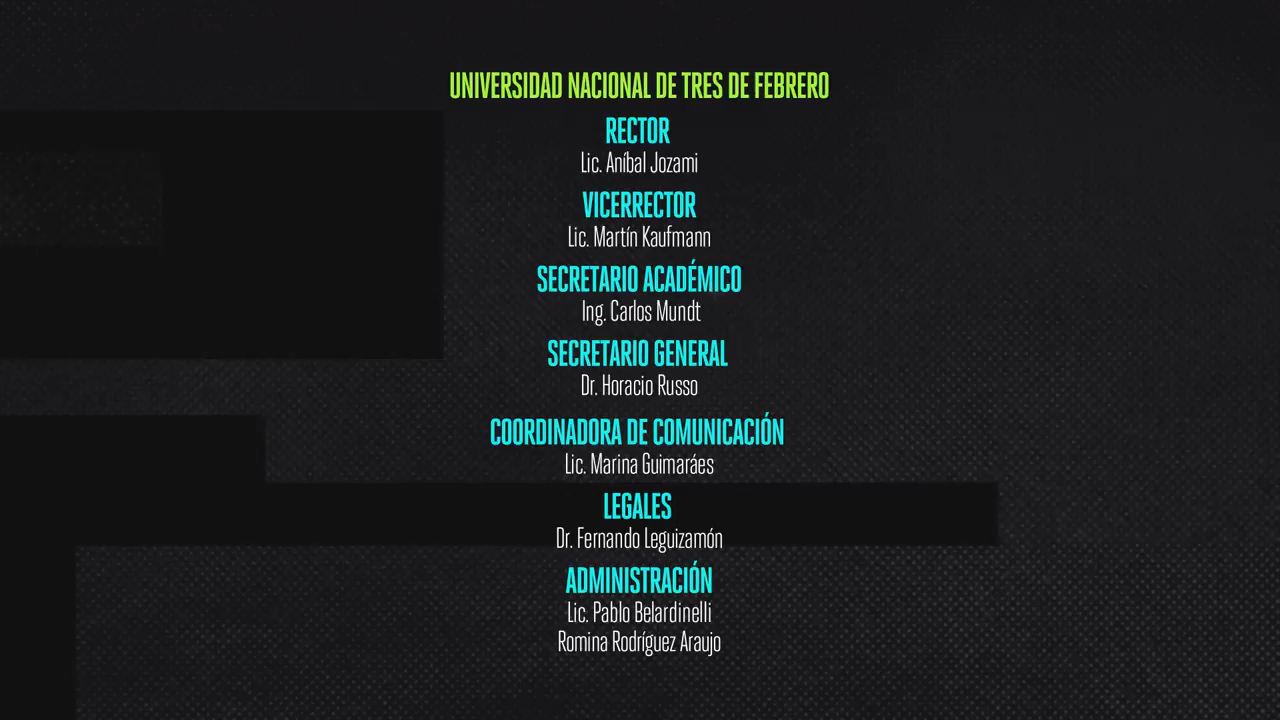 UNIVERSIDAD NACIONAL DE TRES DE FEBRERO
RECTOR
Lic. Aníbal Jozami
VICERRECTOR
Lic. Martín Kaufmann
SECRETARIO ACADÉMICO
Ing. Carlos Mundt
SECRETARIO GENERAL
Dr. Horacio Russo
COORDINADORA DE COMUNICACIÓN
Lic. Marina Guimaráes
LEGALES
Dr. Fernando Leguizamón
ADMINISTRACIÓN
Lic. Pablo Belardinelli
Romina Rodríguez Araujo